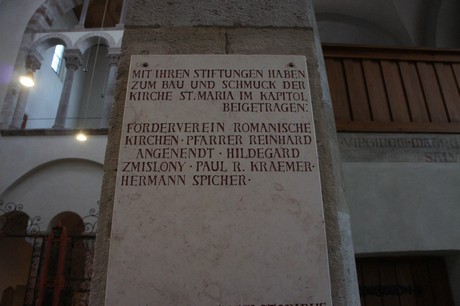 MIT IHREN STIFTUNGEN HABEN
ZUM BAU UND SCHMUCK DER
KIRCHE ST. MARIA IM KAPITOL
BEIGETRAGEN:
FÖRDERVEREIN ROMANISCHE
KIRCHEN · PFARRER REINHARD
ANGENENDT · HILDEGARD
ZMISLONY · PAUL R. KRAEMER ·
HERMANN SPICHER ·